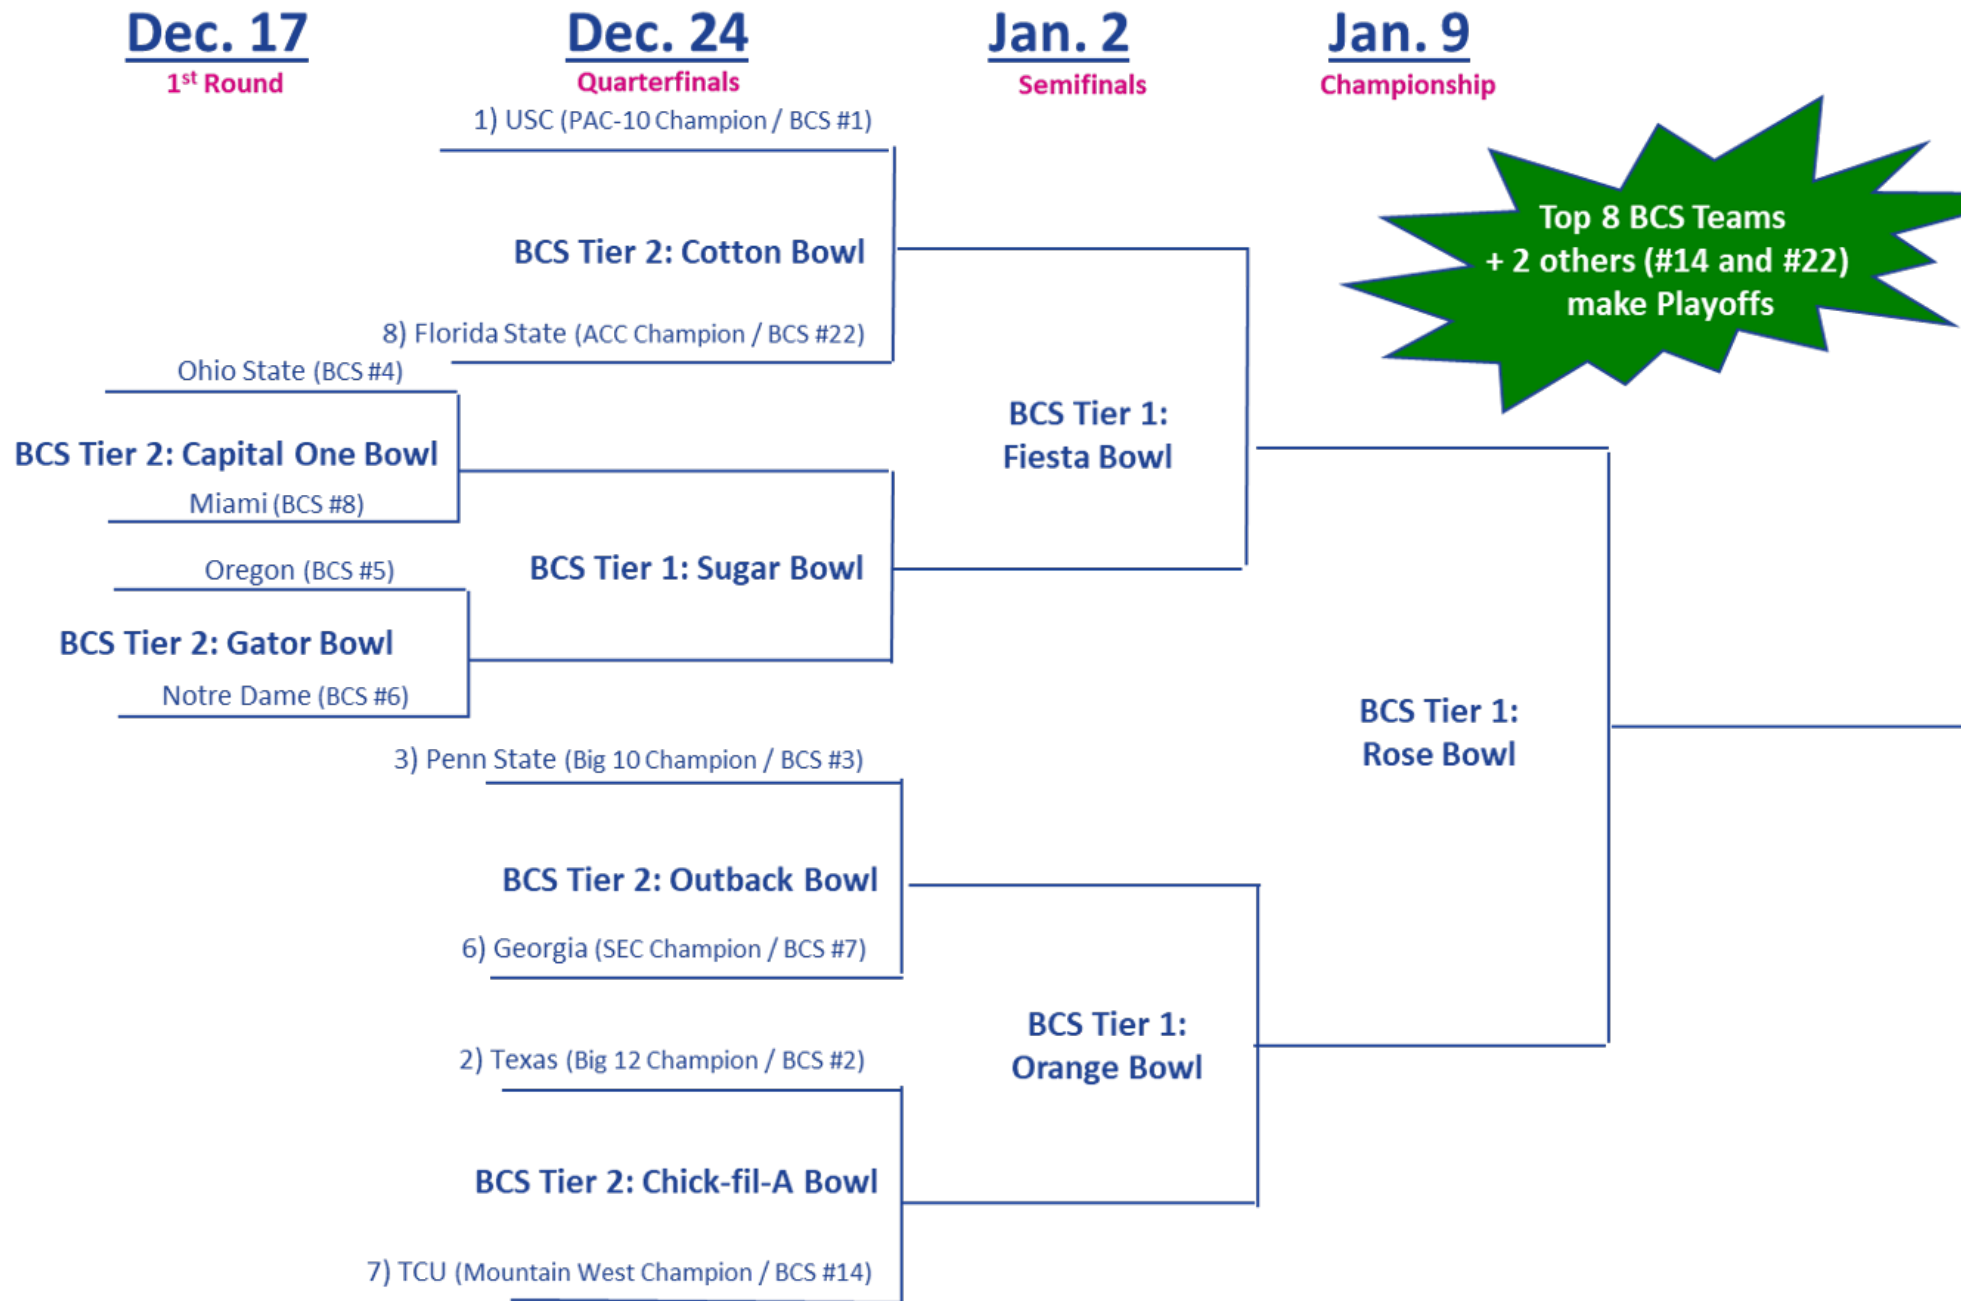 Dec. 17
1st Round
Dec. 24
Quarterfinals
Jan. 2
Semifinals
Jan. 9
Championship
1) USC (PAC-10 Champion / BCS #1)
BCS Tier 2: Cotton Bowl
8) Florida State (ACC Champion / BCS #22)
Top 8 BCS Teams
+ 2 others (#14 and #22)
make Playoffs
Ohio State (BCS #4)
BCS Tier 2: Capital One Bowl
Miami (BCS #8)
BCS Tier 1:
Fiesta Bowl
Oregon (BCS #5)
BCS Tier 1: Sugar Bowl
BCS Tier 2: Gator Bowl
Notre Dame (BCS #6)
BCS Tier 1:
Rose Bowl
3) Penn State (Big 10 Champion / BCS #3)
BCS Tier 2: Outback Bowl
6) Georgia (SEC Champion / BCS #7)
BCS Tier 1:
Orange Bowl
2) Texas (Big 12 Champion / BCS #2)
BCS Tier 2: Chick-fil-A Bowl
7) TCU (Mountain West Champion / BCS #14)